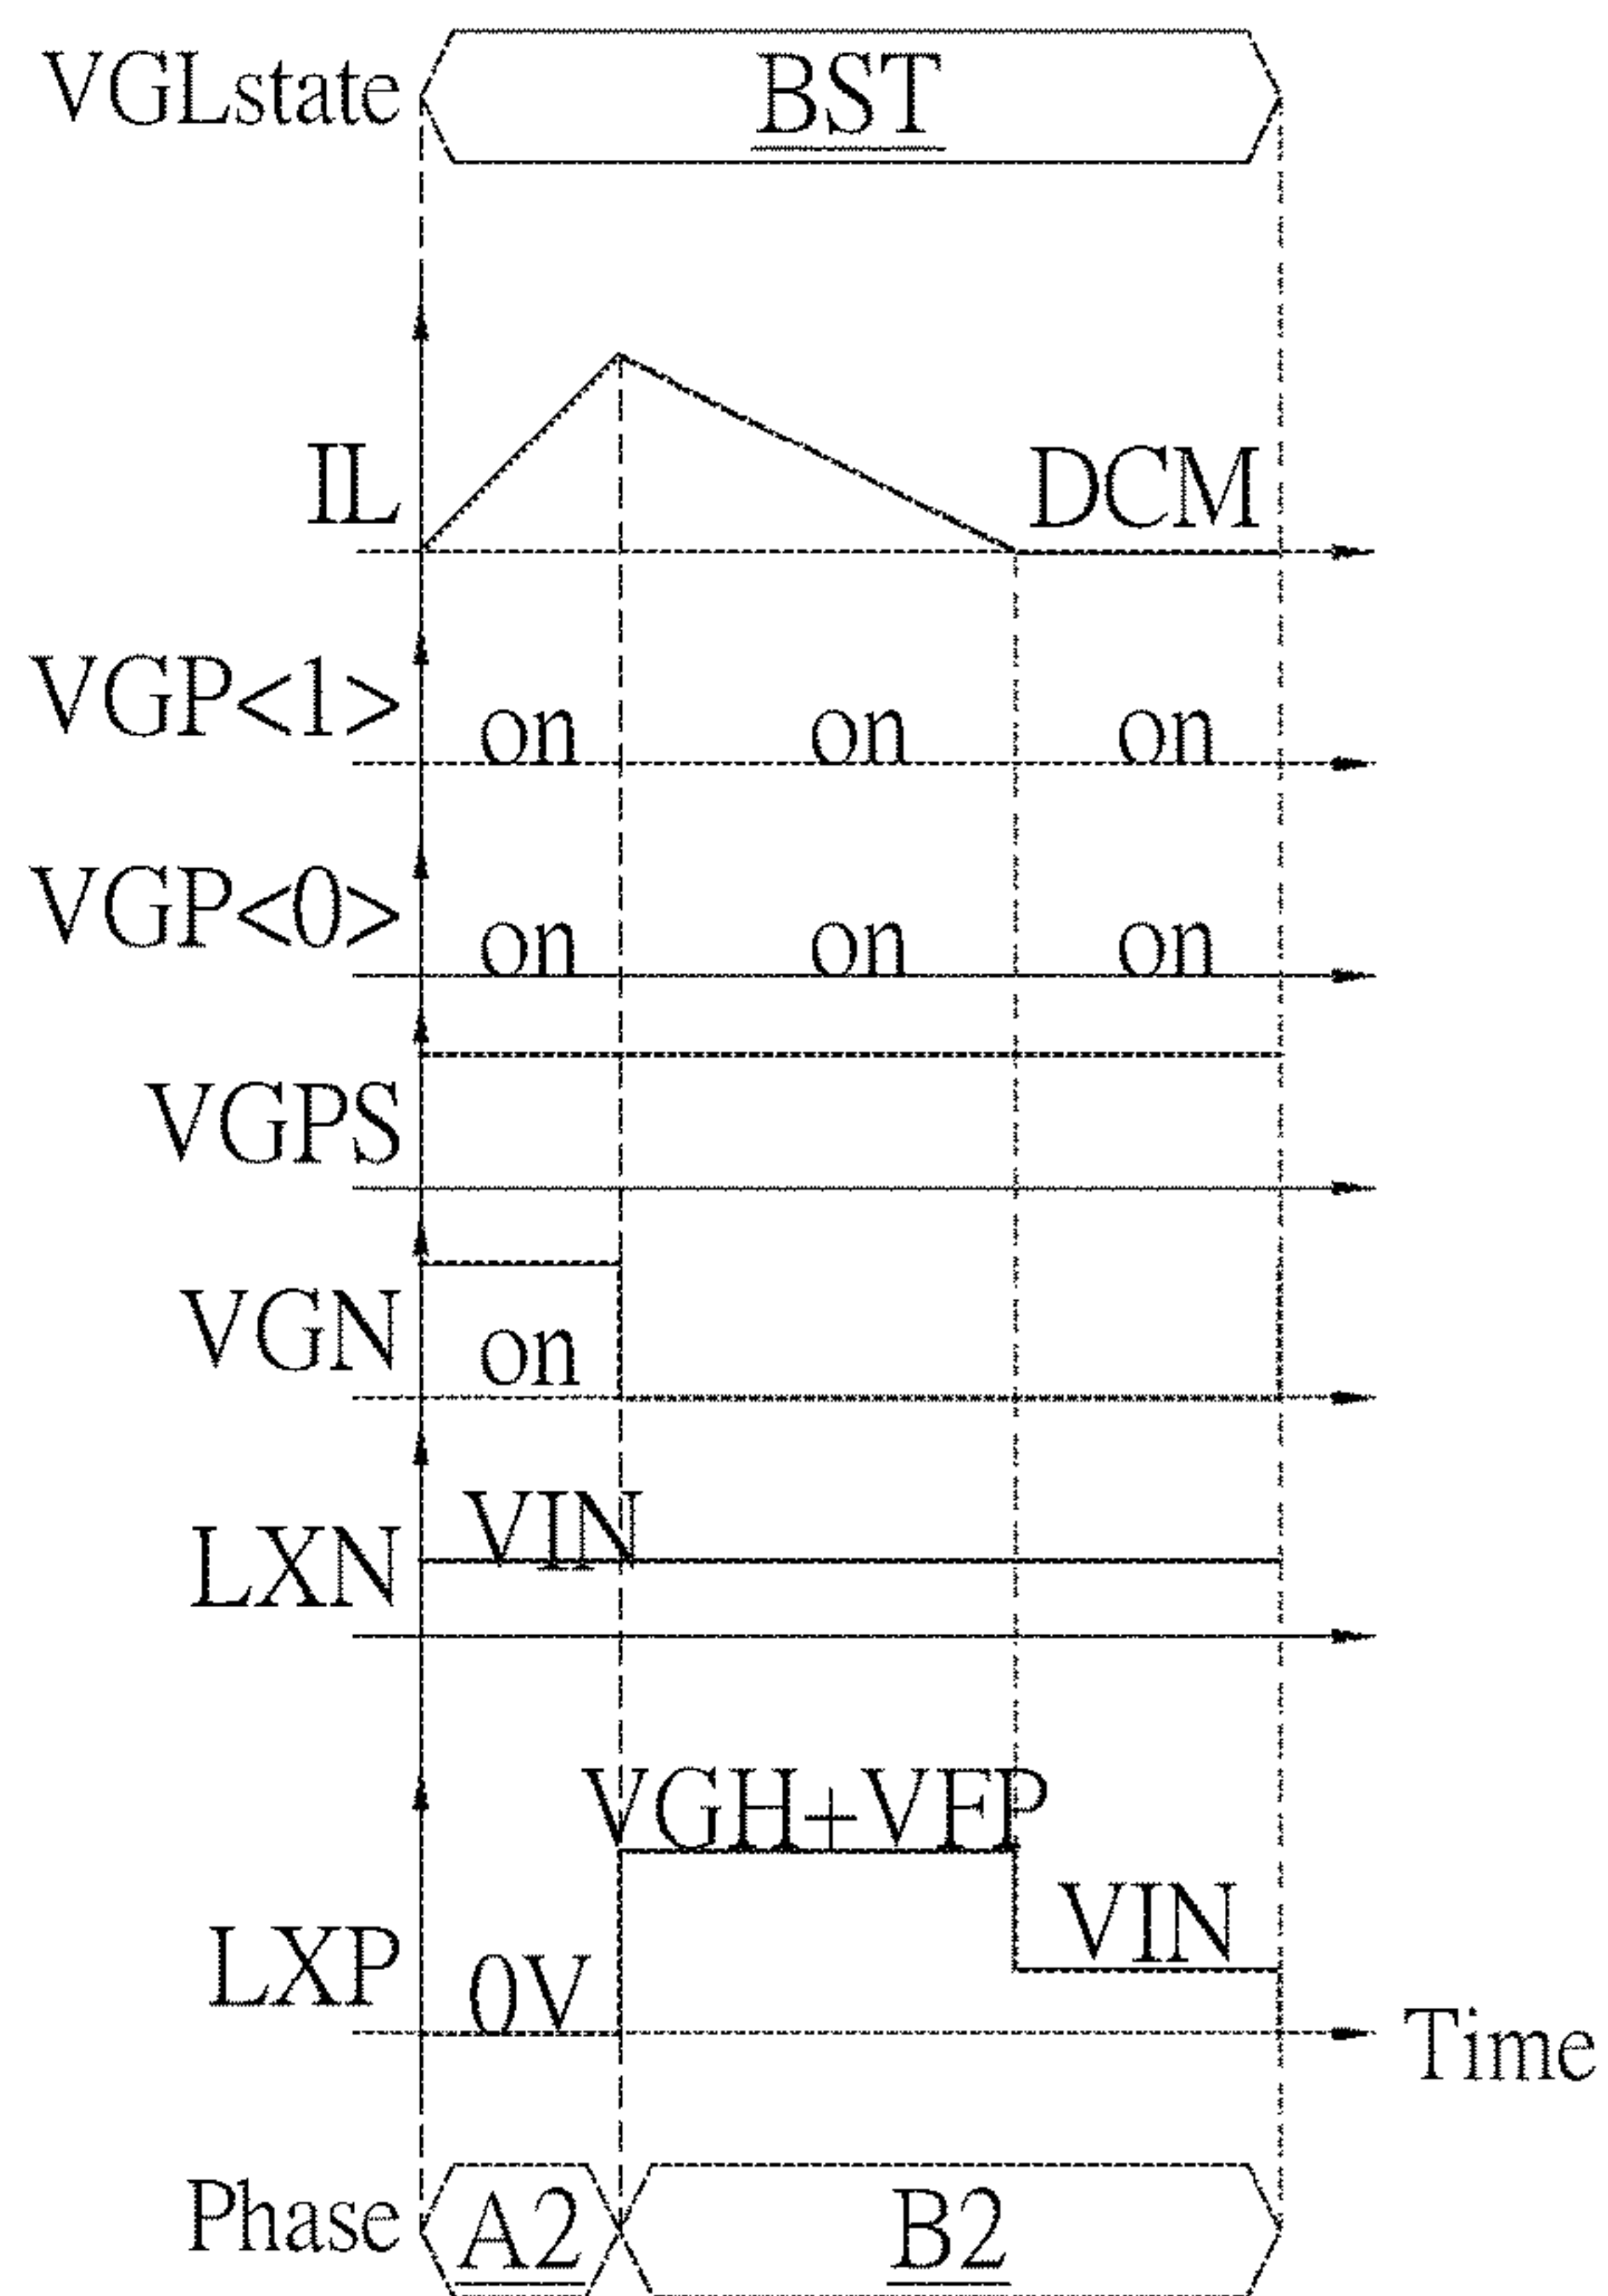 VGLstate BST
IL DCM
VGP<1> on on on
VGP<0> on on on
VGPS
VGN on
VIN
LXN
VGH+VFP
VIN
LXP 0V
Time
Phase A2 B2